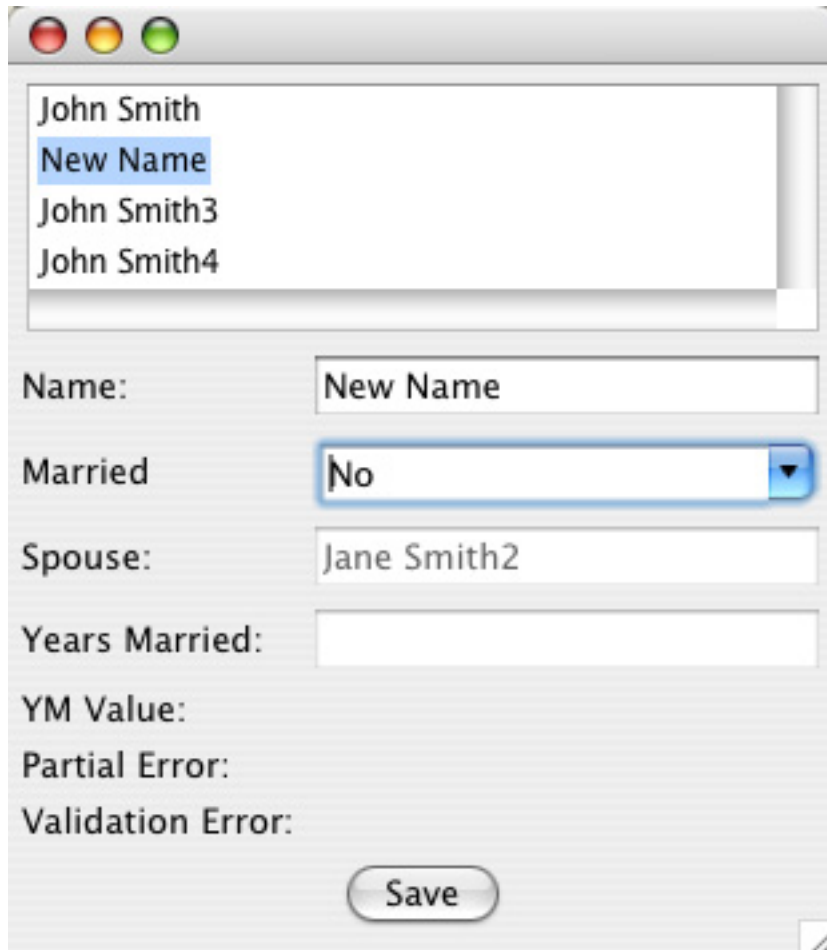 John Smith
New Name
John Smith3
John Smith4
Name: New Name
Married No
Spouse: Jane Smith2
Years Married:
YM Value:
Partial Error:
Validation Error:
Save